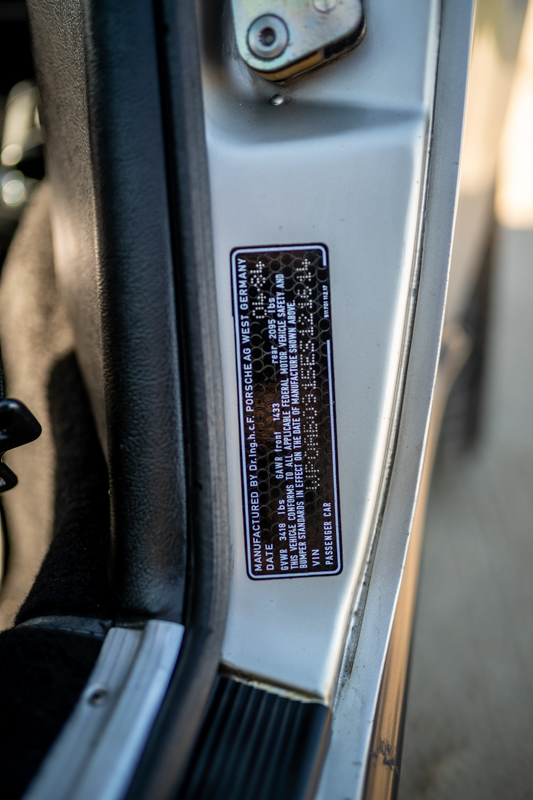 MANUFACTURED BY Dr.Ing.h.c.F. PORSCHE AG WEST GERMANY
DATE 04-84
GVWR 3418 lbs GAWR front 1433 rear 2095 lbs
THIS VEHICLE CONFORMS TO ALL APPLICABLE FEDERAL MOTOR VEHICLE SAFETY AND
BUMPER STANDARDS IN EFFECT ON THE DATE OF MANUFACTURE SHOWN ABOVE
VIN
PASSENGER CAR